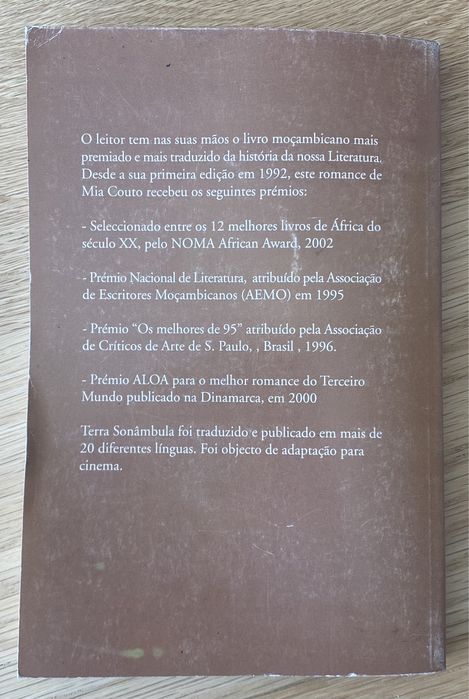 O leitor tem nas suas mãos o livro moçambicano mais
premiado e mais traduzido da história da nossa Literatura.
Desde a sua primeira edição em 1992, este romance de
Mia Couto recebeu os seguintes prémios:
- Seleccionado entre os 12 melhores livros de África do
século XX, pelo NOMA African Award, 2002
- Prémio Nacional de Literatura, atribuído pela Associação
de Escritores Moçambicanos (AEMO) em 1995
- Prémio “Os melhores de 95” atribuído pela Associação
de Críticos de Arte de S. Paulo, , Brasil , 1996.
- Prémio ALOA para o melhor romance do Terceiro
Mundo publicado na Dinamarca, em 2000
Terra Sonâmbula foi traduzido e publicado em mais de
20 diferentes línguas. Foi objecto de adaptação para
cinema.